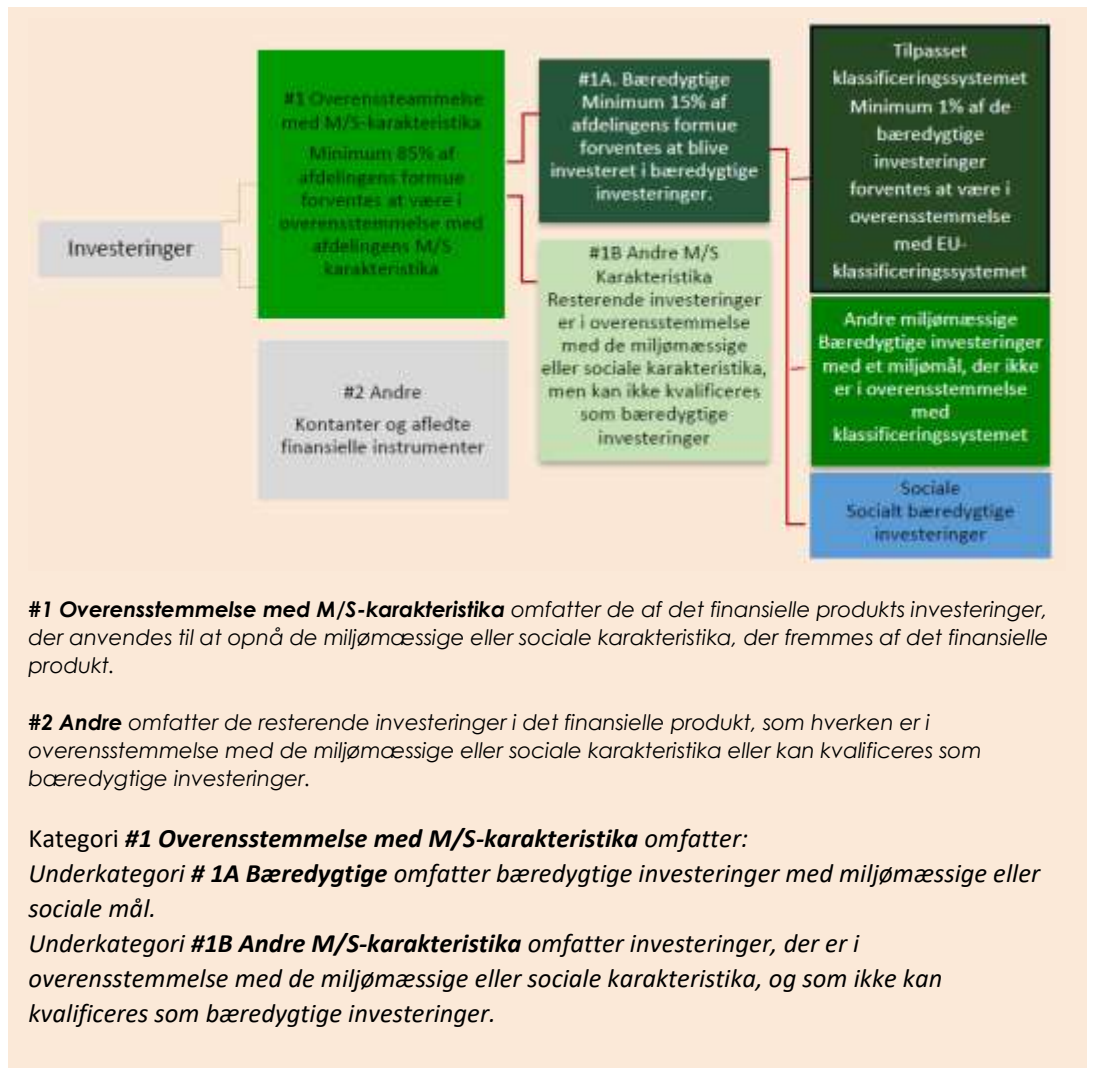 Investeringer
#1 Overenssteammelse
med M/S-karakteristika
Minimum 85% af
afdelingens formue
forventes at være i
overensstemmelse med
afdelingens M/S
karakteristika
#2 Andre
Kontanter og afledte
finansielle instrumenter
#1A. Bæredygtige
Minimum 15% af
afdelingens formue
forventes at blive
investeret i bæredygtige
investeringer.
#1B Andre M/S
Karakteristika
Resterende investeringer
er i overensstemmelse
med de miljømæssige
eller sociale karakteristika,
men kan ikke kvalificeres
som bæredygtige
investeringer
Tilpasset
klassificeringssystemet
Minimum 1% af de
bæredygtige
investeringer
forventes at være i
overensstemmelse
med EU-
klassificeringssystemet
Andre miljømæssige
Bæredygtige investeringer
med et miljømål, der ikke
er i overensstemmelse
med
klassificeringssystemet
Sociale
Socialt bæredygtige
investeringer
#1 Overensstemmelse med M/S-karakteristika omfatter de af det finansielle produkts investeringer,
der anvendes til at opnå de miljømæssige eller sociale karakteristika, der fremmes af det finansielle
produkt.
#2 Andre omfatter de resterende investeringer i det finansielle produkt, som hverken er i
overensstemmelse med de miljømæssige eller sociale karakteristika eller kan kvalificeres som
bæredygtige investeringer.
Kategori #1 Overensstemmelse med M/S-karakteristika omfatter:
Underkategori # 1A Bæredygtige omfatter bæredygtige investeringer med miljømæssige eller
sociale mål.
Underkategori #1B Andre M/S-karakteristika omfatter investeringer, der er i
overensstemmelse med de miljømæssige eller sociale karakteristika, og som ikke kan
kvalificeres som bæredygtige investeringer.